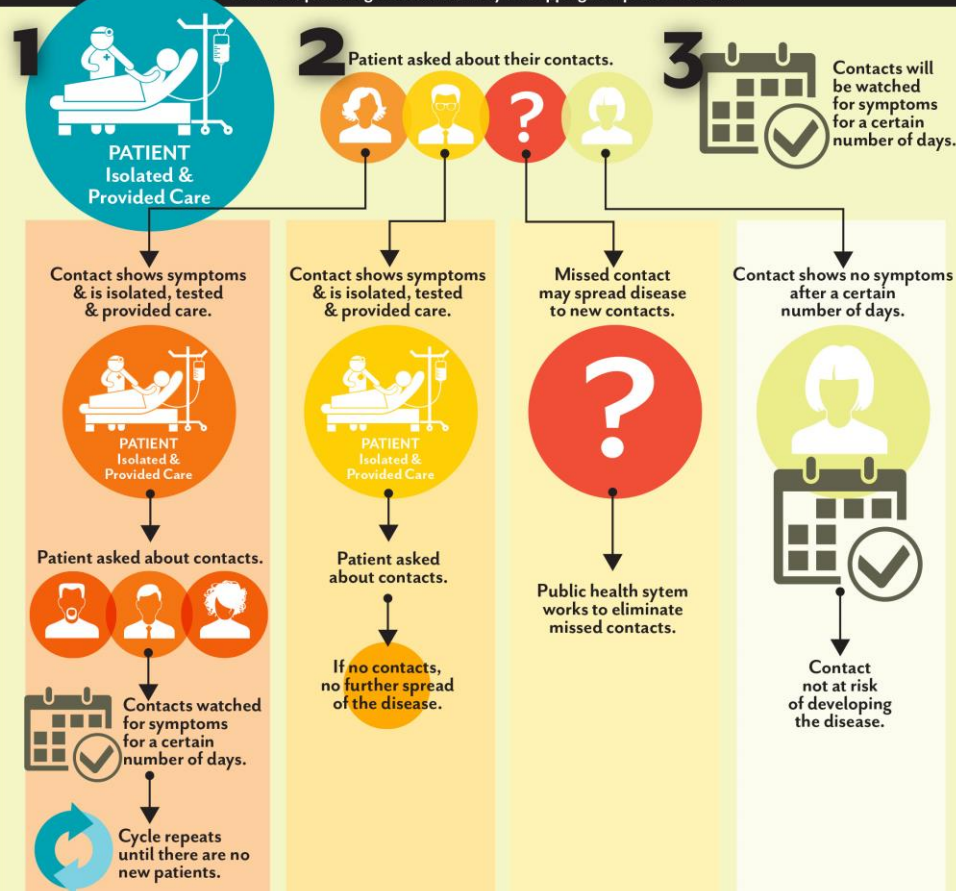 1
PATIENT
Isolated &
Provided Care
2
Patient asked about their contacts.
?
3
Contacts will
be watched
for symptoms
for a certain
number of days.
Contact shows symptoms
& is isolated, tested
& provided care.
PATIENT
Isolated &
Provided Care
Patient asked about contacts.
Contacts watched
for symptoms
for a certain
number of days.
Cycle repeats
until there are no
new patients.
Contact shows symptoms
& is isolated, tested
& provided care.
PATIENT
Isolated &
Provided Care
Patient asked
about contacts.
If no contacts,
no further spread
of the disease.
Missed contact
may spread disease
to new contacts.
?
Public health sytem
works to eliminate
missed contacts.
Contact shows no symptoms
after a certain
number of days.
Contact
not at risk
of developing
the disease.